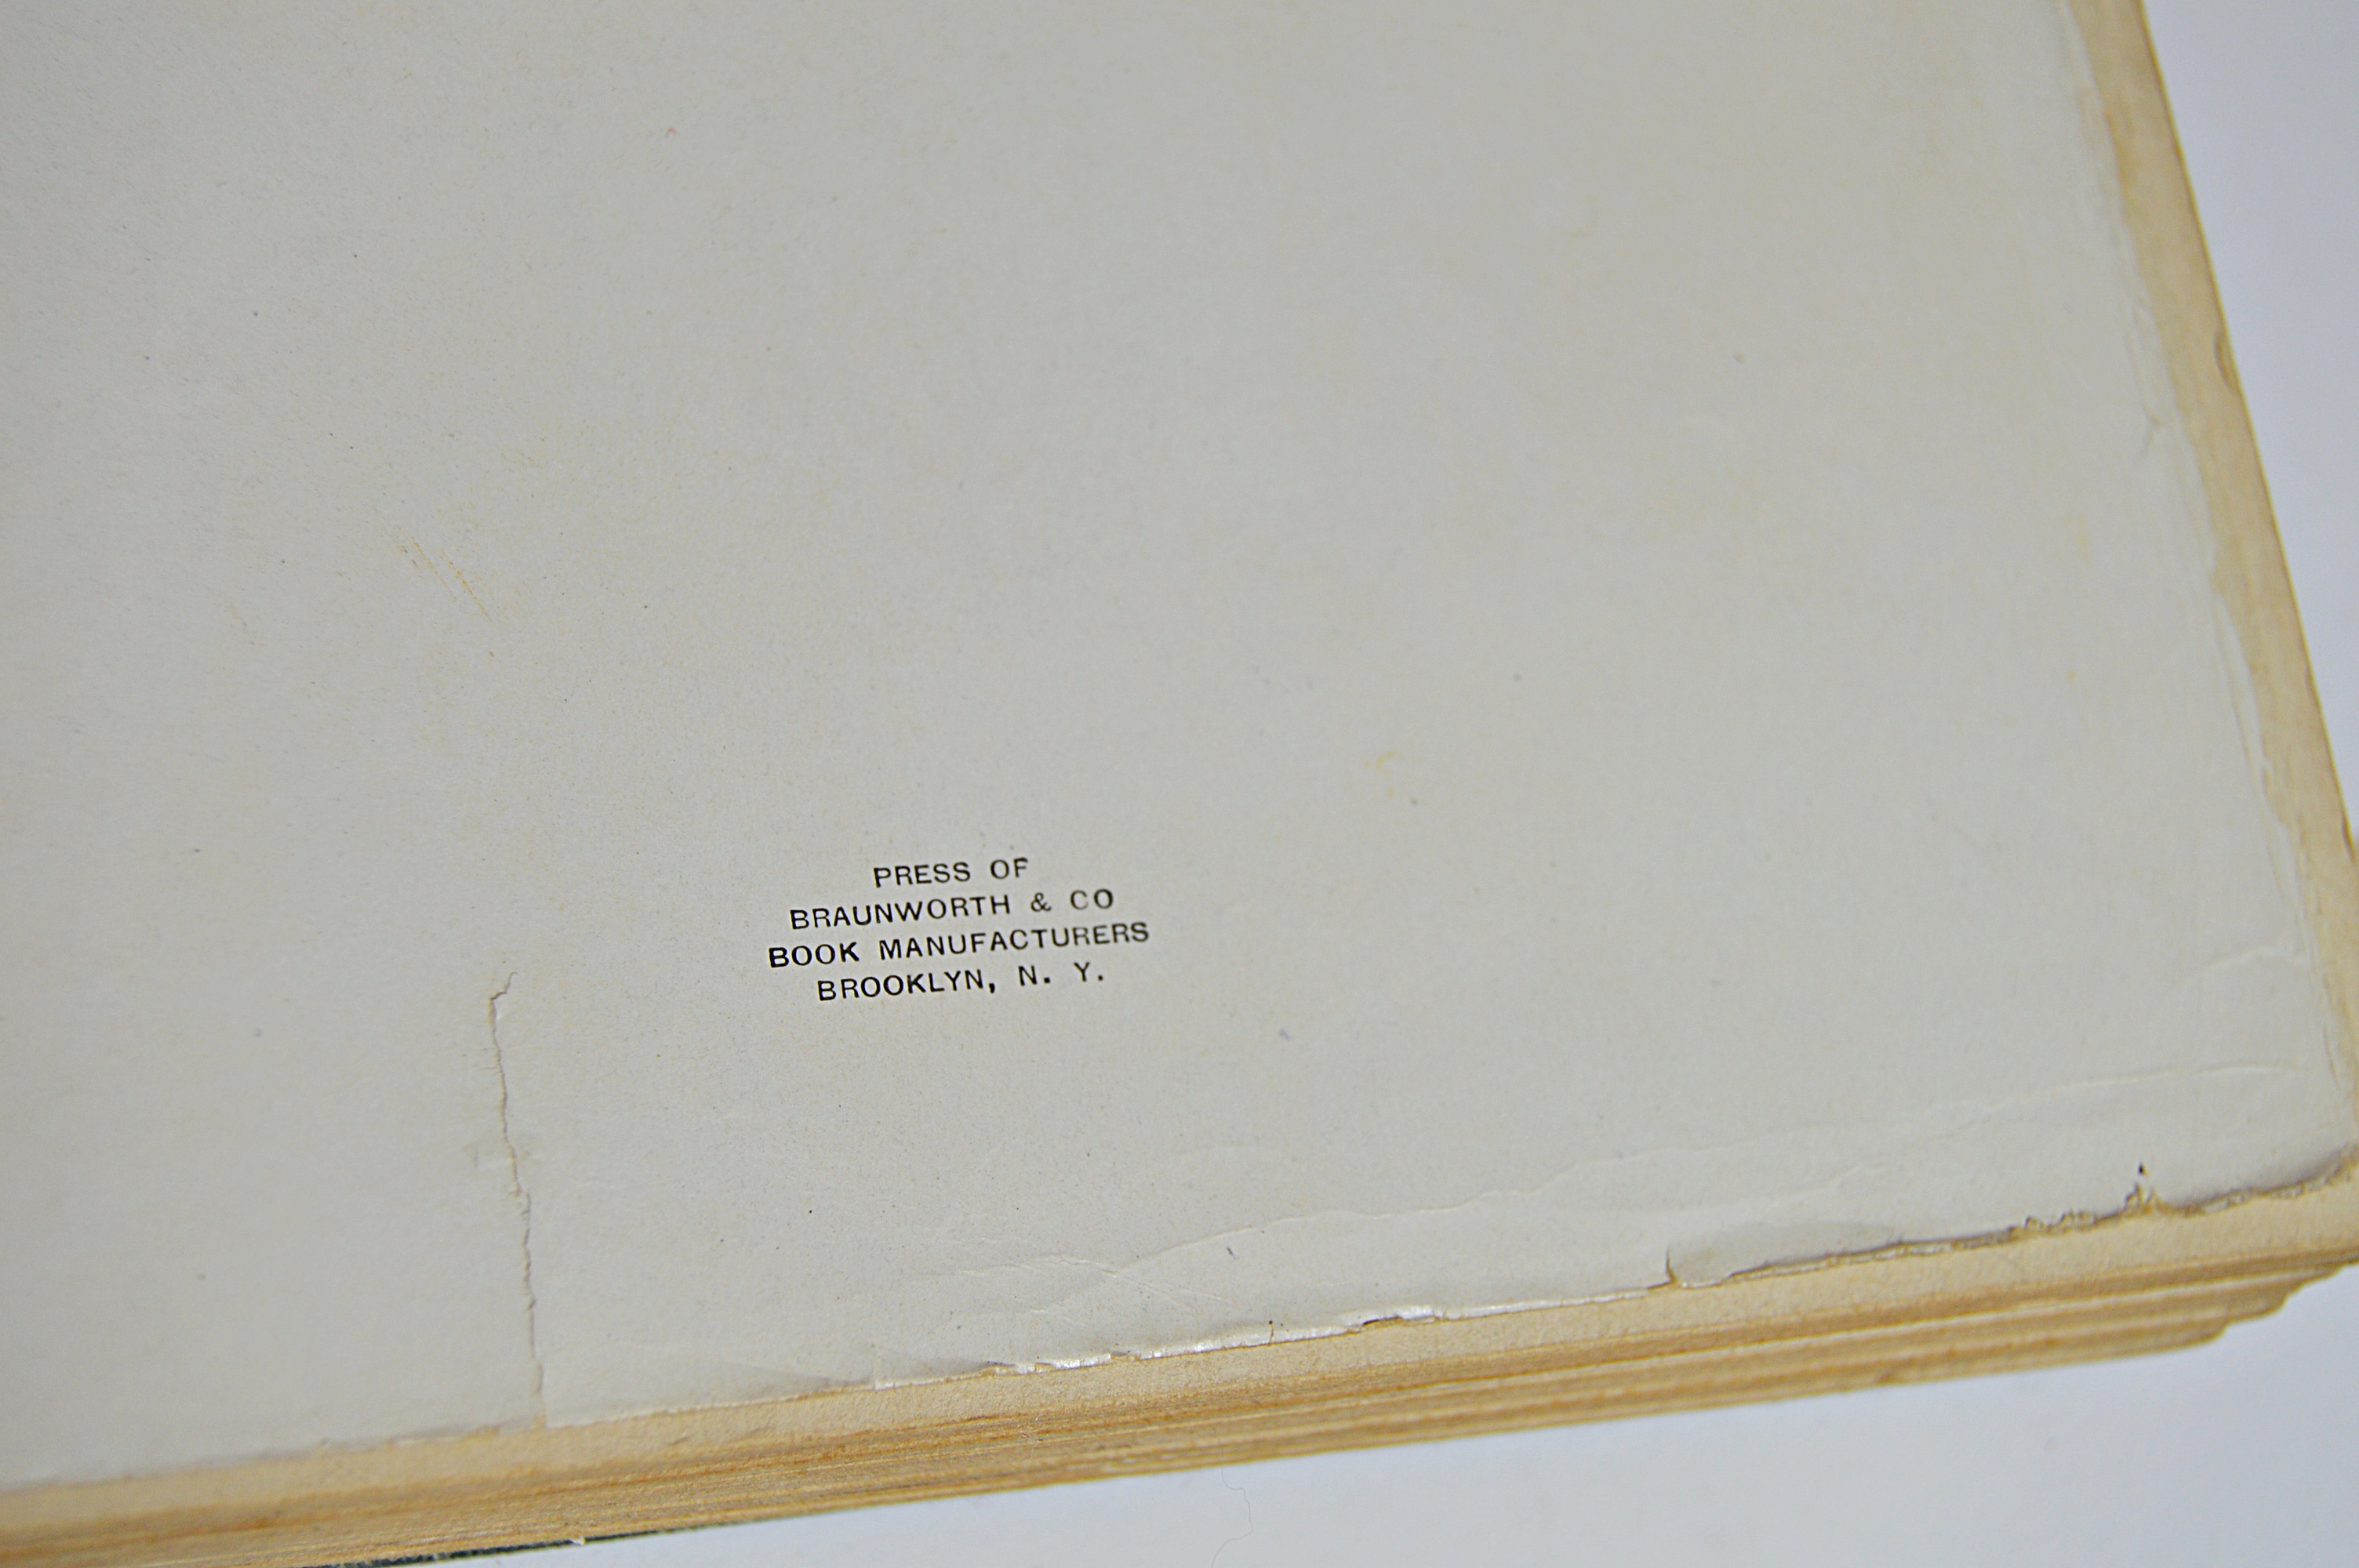 PRESS OF
BRAUNWORTH & CO
BOOK MANUFACTURERS
BROOKLYN, N. Y.